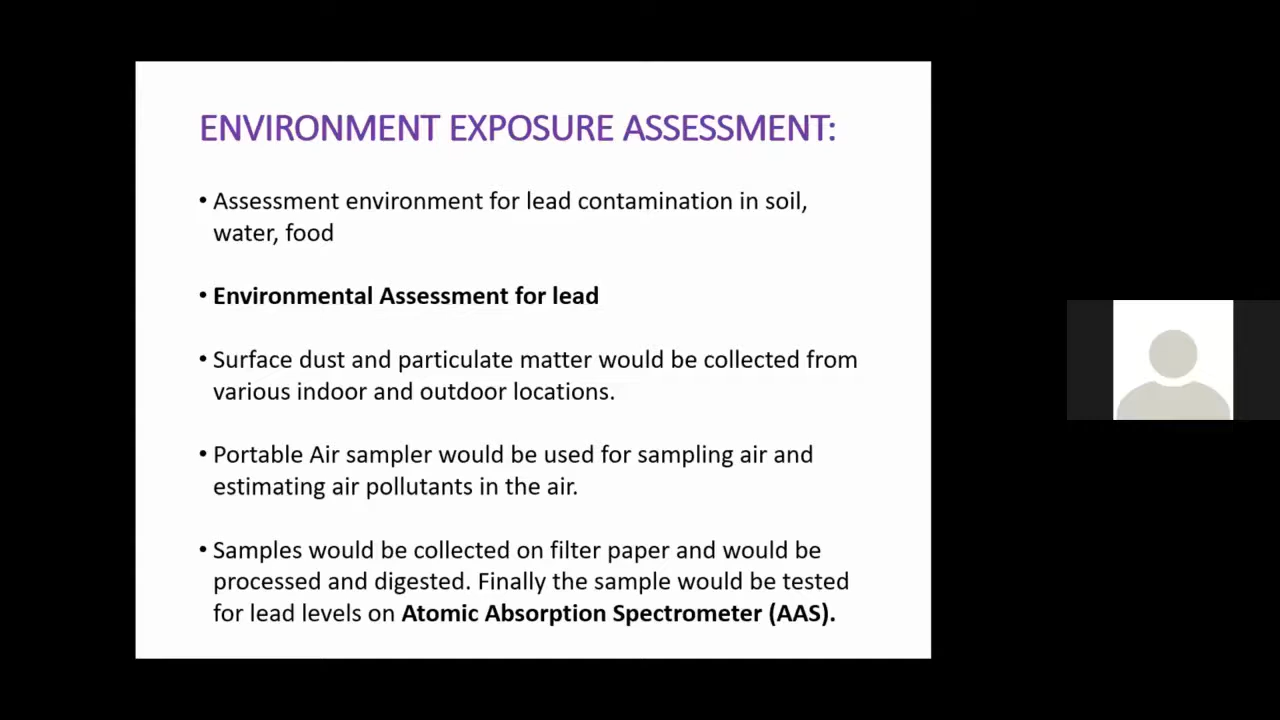 ENVIRONMENT EXPOSURE ASSESSMENT:
• Assessment environment for lead contamination in soil,
water, food
• Environmental Assessment for lead
• Surface dust and particulate matter would be collected from
various indoor and outdoor locations.
• Portable Air sampler would be used for sampling air and
estimating air pollutants in the air.
• Samples would be collected on filter paper and would be
processed and digested. Finally the sample would be tested
for lead levels on Atomic Absorption Spectrometer (AAS).